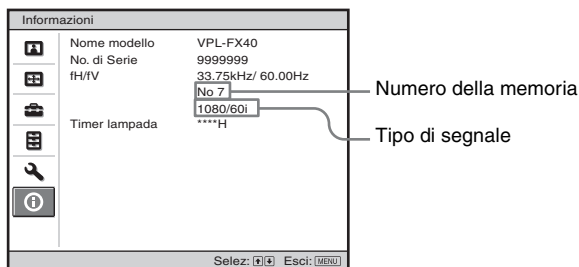 Informazioni
Nome modello VPL-FX40
No. di Serie 9999999
fH/fV 33.75kHz/ 60.00Hz
No 7
1080/60i
Timer lampada ****H
Selez: Esci: MENU
Numero della memoria
Tipo di segnale